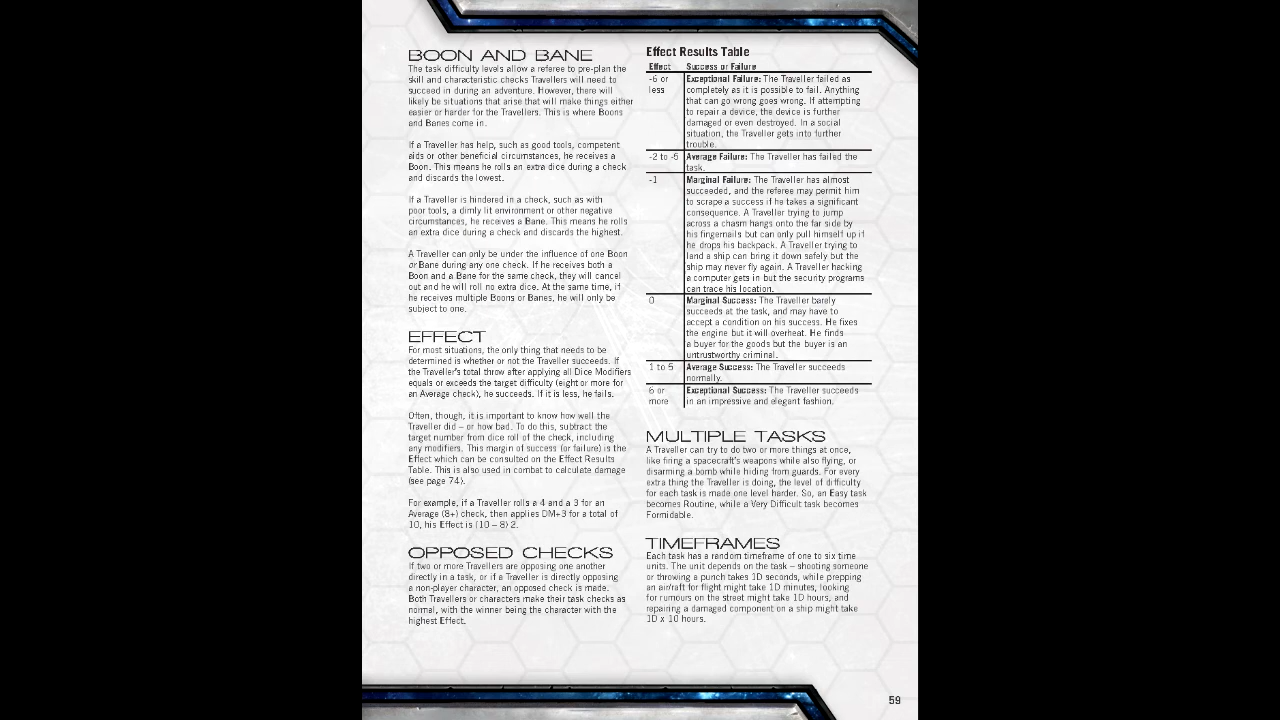 BOON AND BANE
The task difficulty levels allow a referee to pre-plan the
skill and characteristic checks Travellers will need to
succeed in during an adventure. However, there will
likely be situations that arise that will make things either
easier or harder for the Travellers. This is where Boons
and Banes come in.
If a Traveller has help, such as good tools, competent
aids or other beneficial circumstances, he receives a
Boon. This means he rolls an extra dice during a check
and discards the lowest.
If a Traveller is hindered in a check, such as with
poor tools, a dimly lit environment or other negative
circumstances, he receives a Bane. This means he rolls
an extra dice during a check and discards the highest.
A Traveller can only be under the influence of one Boon
or Bane during any one check. If he receives both a
Boon and a Bane for the same check, they will cancel
out and he will roll no extra dice. At the same time, if
he receives multiple Boons or Banes, he will only be
subject to one.
EFFECT
For most situations, the only thing that needs to be
determined is whether or not the Traveller succeeds. If
the Traveller's total throw after applying all Dice Modifiers
equals or exceeds the target difficulty (eight or more for
an Average check), he succeeds. If it is less, he fails.
Often, though, it is important to know how well the
Traveller did – or how bad. To do this, subtract the
target number from dice roll of the check, including
any modifiers. This margin of success (or failure) is the
Effect which can be consulted on the Effect Results
Table. This is also used in combat to calculate damage
(see page 74).
For example, if a Traveller rolls a 4 and a 3 for an
Average (8+) check, then applies DM+3 for a total of
10, his Effect is (10 – 8) 2.
OPPOSED CHECKS
If two or more Travellers are opposing one another
directly in a task, or if a Traveller is directly opposing
a non-player character, an opposed check is made.
Both Travellers or characters make their task checks as
normal, with the winner being the character with the
highest Effect.
Effect Results Table
Effect Success or Failure
-6 or Exceptional Failure: The Traveller failed as
less completely as it is possible to fail. Anything
that can go wrong goes wrong. If attempting
to repair a device, the device is further
damaged or even destroyed. In a social
situation, the Traveller gets into further
trouble.
-2 to -5 Average Failure: The Traveller has failed the
task.
-1 Marginal Failure: The Traveller has almost
succeeded, and the referee may permit him
to scrape a success if he takes a significant
consequence. A Traveller trying to jump
across a chasm hangs onto the far side by
his fingernails but can only pull himself up if
he drops his backpack. A Traveller trying to
land a ship can bring it down safely but the
ship may never fly again. A Traveller hacking
a computer gets in but the security programs
can trace his location.
0 Marginal Success: The Traveller barely
succeeds at the task, and may have to
accept a condition on his success. He fixes
the engine but it will overheat. He finds
a buyer for the goods but the buyer is an
untrustworthy criminal.
1 to 5 Average Success: The Traveller succeeds
normally.
6 or Exceptional Success: The Traveller succeeds
more in an impressive and elegant fashion.
MULTIPLE TASKS
A Traveller can try to do two or more things at once,
like firing a spacecraft's weapons while also flying, or
disarming a bomb while hiding from guards. For every
extra thing the Traveller is doing, the level of difficulty
for each task is made one level harder. So, an Easy task
becomes Routine, while a Very Difficult task becomes
Formidable.
TIMEFRAMES
Each task has a random timeframe of one to six time
units. The unit depends on the task – shooting someone
or throwing a punch takes 1D seconds, while prepping
an air/raft for flight might take 1D minutes, looking
for rumours on the street might take 1D hours, and
repairing a damaged component on a ship might take
1D x 10 hours.
59